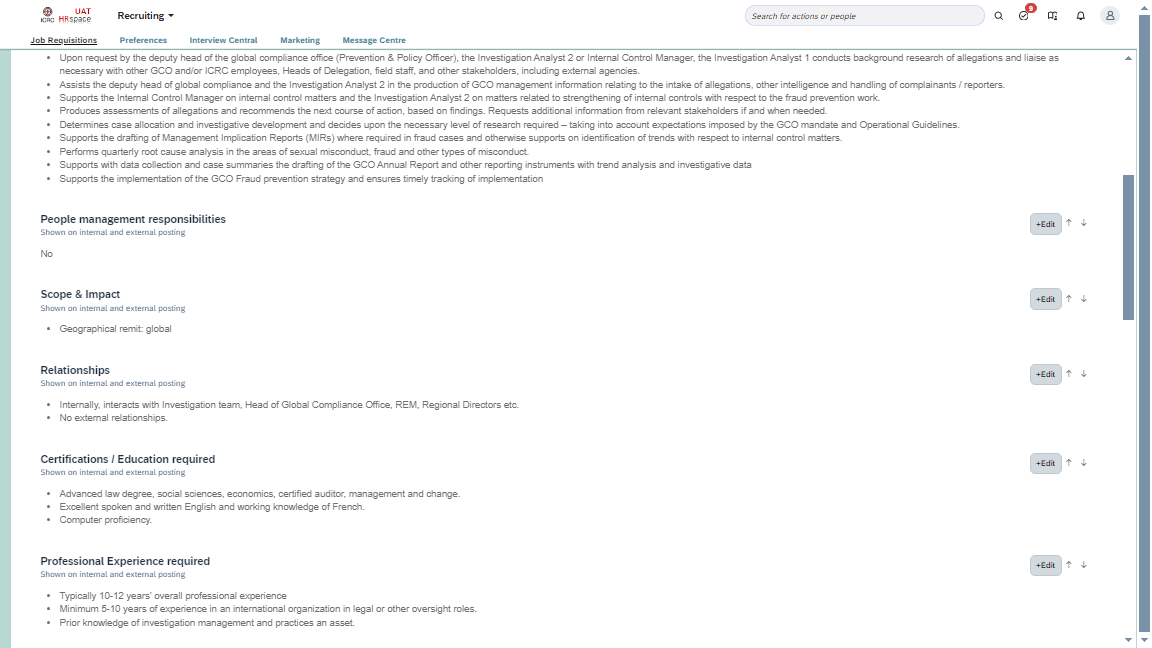 ICRC
UAT
HRspace
Recruiting
Search for actions or people
9
Job Requisitions
Preferences
Interview Central
Marketing
Message Centre
Upon request by the deputy head of the global compliance office (Prevention & Policy Officer), the Investigation Analyst 2 or Internal Control Manager, the Investigation Analyst 1 conducts background research of allegations and liaise as
necessary with other GCO and/or ICRC employees, Heads of Delegation, field staff, and other stakeholders, including external agencies.
Assists the deputy head of global compliance and the Investigation Analyst 2 in the production of GCO management information relating to the intake of allegations, other intelligence and handling of complainants / reporters.
Supports the Internal Control Manager on internal control matters and the Investigation Analyst 2 on matters related to strengthening of internal controls with respect to the fraud prevention work.
Produces assessments of allegations and recommends the next course of action, based on findings. Requests additional information from relevant stakeholders if and when needed.
Determines case allocation and investigative development and decides upon the necessary level of research required – taking into account expectations imposed by the GCO mandate and Operational Guidelines.
Supports the drafting of Management Implication Reports (MIRs) where required in fraud cases and otherwise supports on identification of trends with respect to internal control matters.
Performs quarterly root cause analysis in the areas of sexual misconduct, fraud and other types of misconduct.
Supports with data collection and case summaries the drafting of the GCO Annual Report and other reporting instruments with trend analysis and investigative data
Supports the implementation of the GCO Fraud prevention strategy and ensures timely tracking of implementation
People management responsibilities
+Edit
Shown on internal and external posting
No
Scope & Impact
+Edit
Shown on internal and external posting
Geographical remit: global
Relationships
+Edit
Shown on internal and external posting
Internally, interacts with Investigation team, Head of Global Compliance Office, REM, Regional Directors etc.
No external relationships.
Certifications / Education required
+Edit
Shown on internal and external posting
Advanced law degree, social sciences, economics, certified auditor, management and change.
Excellent spoken and written English and working knowledge of French.
Computer proficiency.
Professional Experience required
+Edit
Shown on internal and external posting
Typically 10-12 years' overall professional experience
Minimum 5-10 years of experience in an international organization in legal or other oversight roles.
Prior knowledge of investigation management and practices an asset.